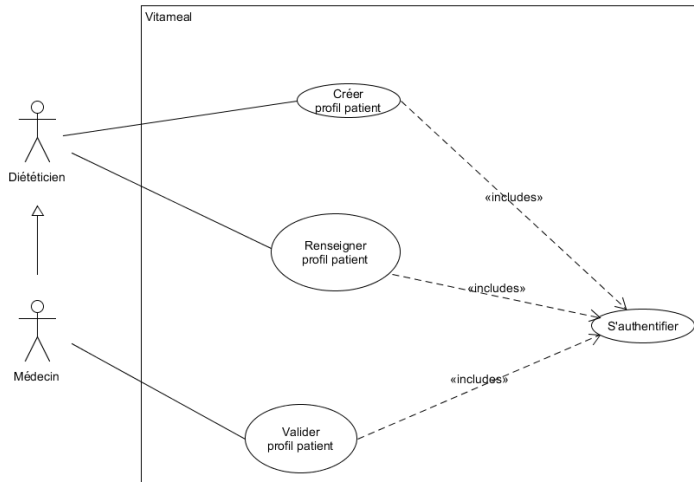 Vitameal
Créer
profil patient
Diététicien
«includes»
Renseigner
profil patient
«includes»
S'authentifier
Médecin
«includes»
Valider
profil patient